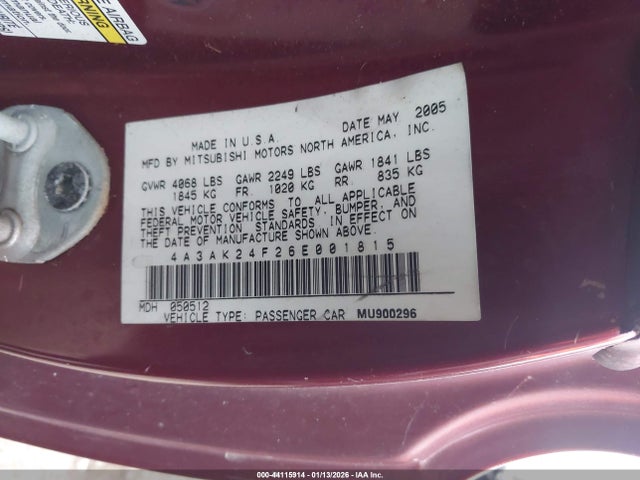 E AIRBAG
WARNING
MADE IN U.S.A. DATE MAY 2005
MFD BY MITSUBISHI MOTORS NORTH AMERICA, INC.
GVWR 4068 LBS GAWR 2249 LBS GAWR 1841 LBS
1845 KG FR. 1020 KG RR. 835 KG
THIS VEHICLE CONFORMS TO ALL APPLICABLE
FEDERAL MOTOR VEHICLE SAFETY, BUMPER, AND
THEFT PREVENTION STANDARDS IN EFFECT ON
THE DATE OF MANUFACTURE SHOWN ABOVE.
4A3AK24F26E001815
MDH 050512
VEHICLE TYPE: PASSENGER CAR MU900296
000-44115914 - 01/13/2026 - IAA Inc.